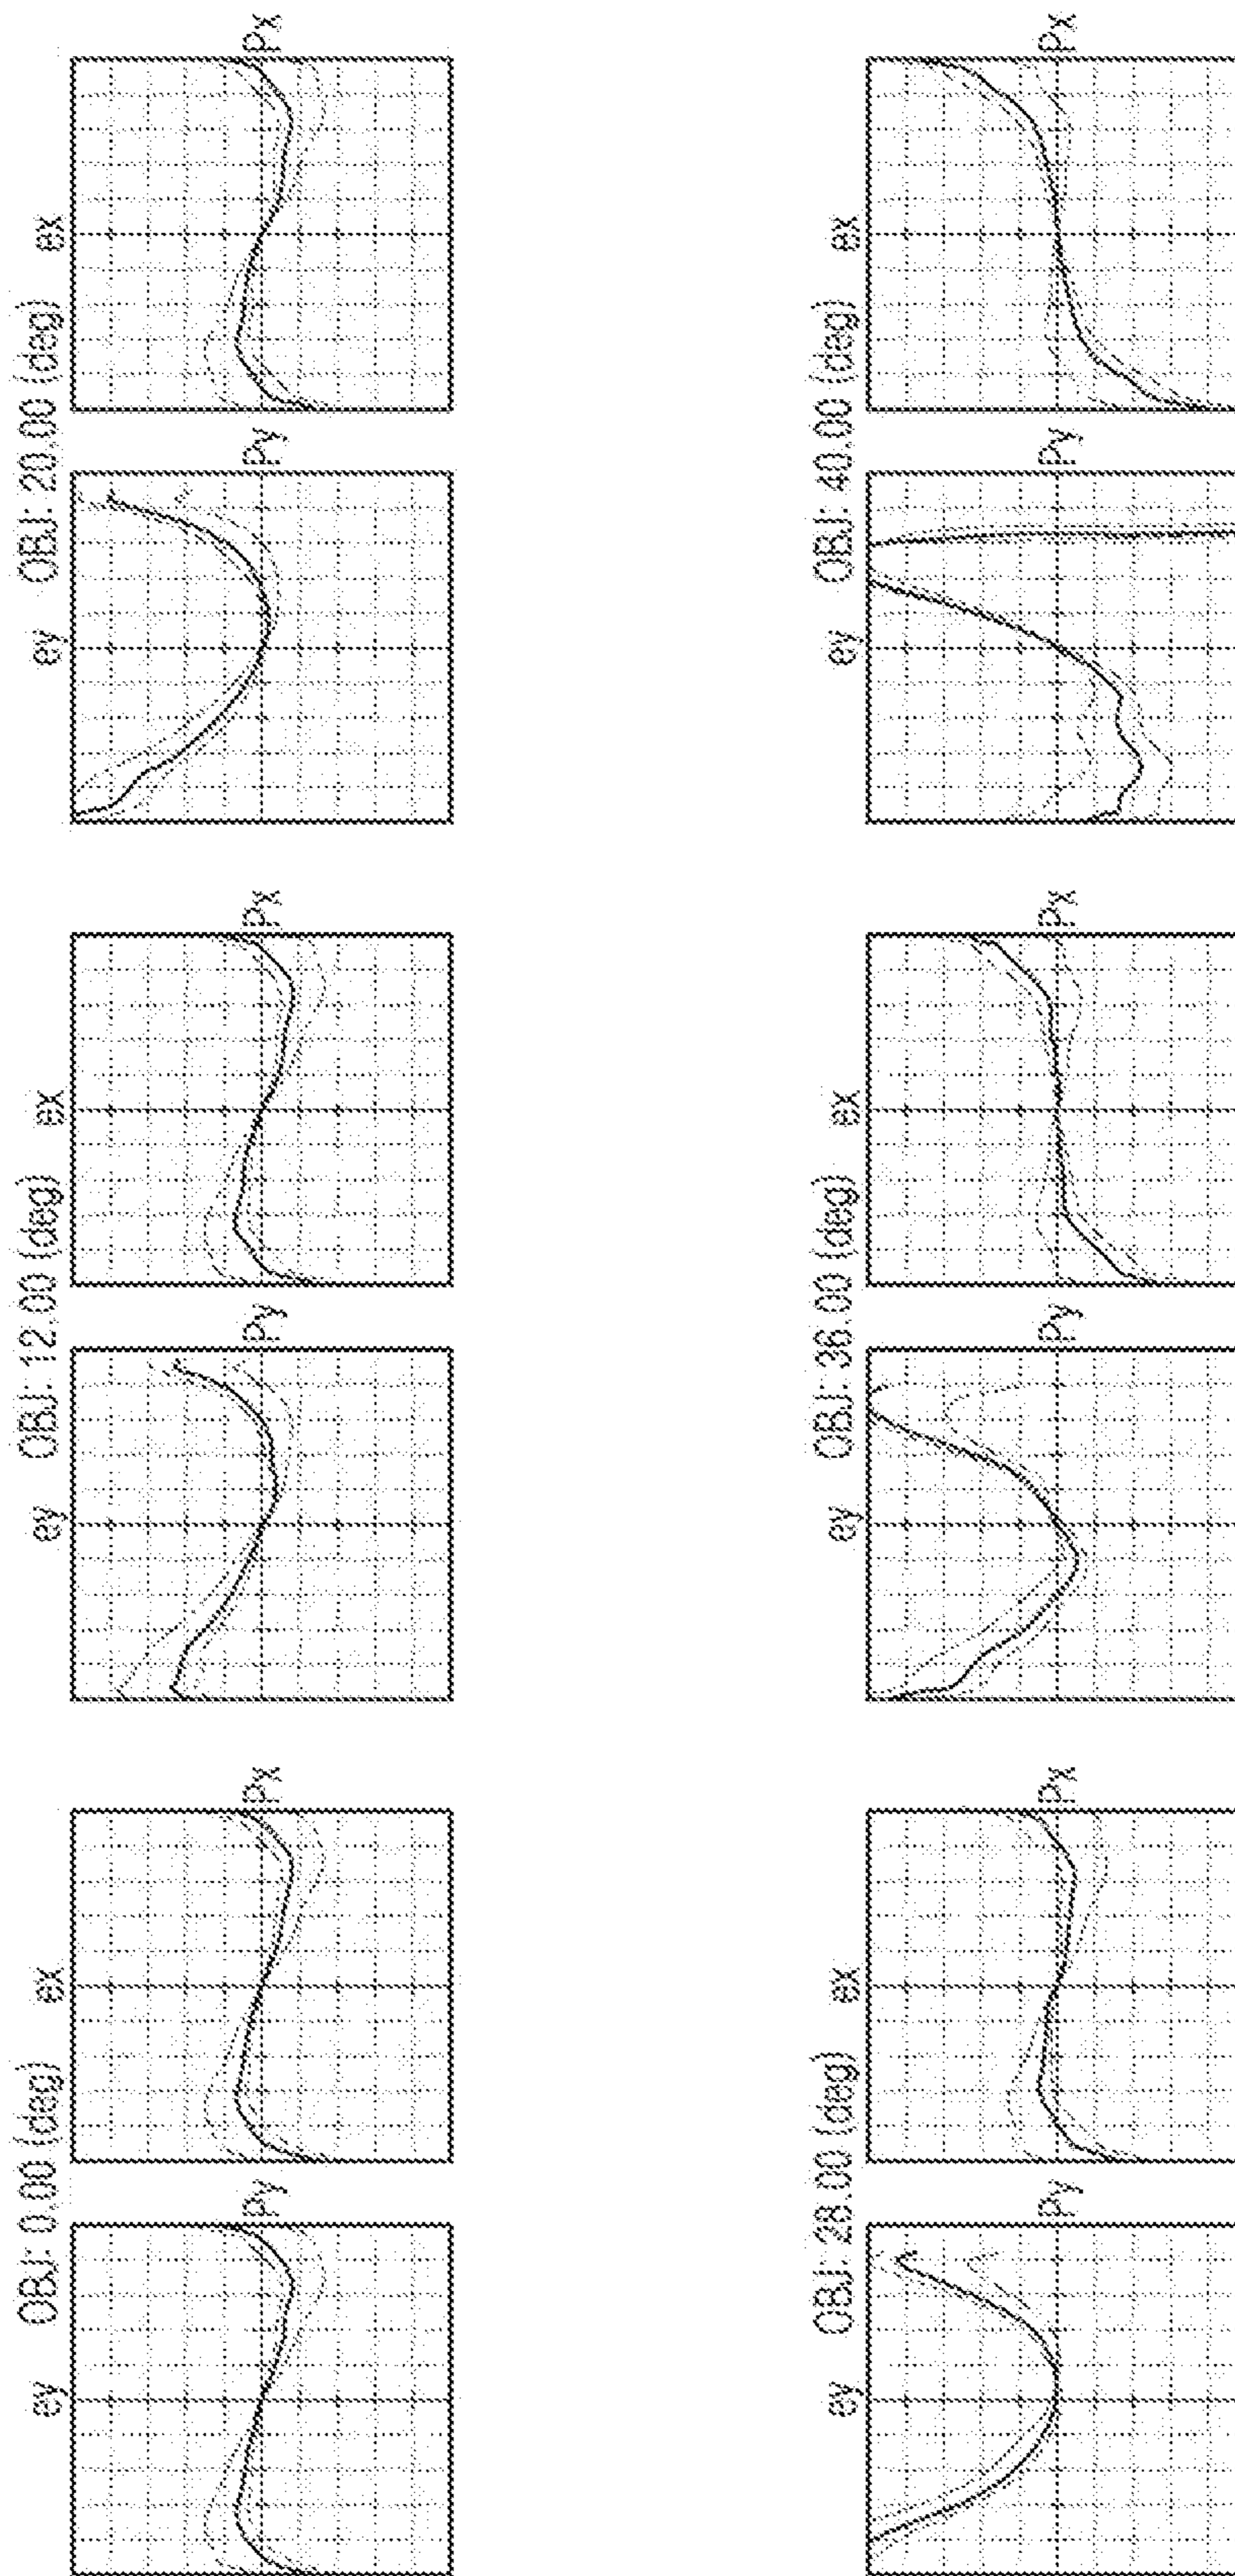 OBJ: 0.00 (deg)
ey
ex
Py
Px
OBJ: 12.00 (deg)
ey
ex
Py
Px
OBJ: 20.00 (deg)
ey
ex
Py
Px
OBJ: 28.00 (deg)
ey
ex
Py
Px
OBJ: 36.00 (deg)
ey
ex
Py
Px
OBJ: 40.00 (deg)
ey
ex
Py
Px